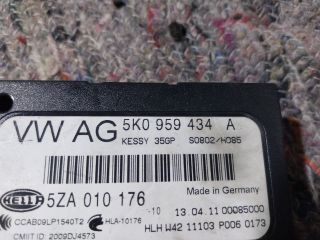 VW AG 5K0 959 434 A
KESSY 35GP S0802/H085
HELLA 5ZA 010 176 Made in Germany
-10 13.04.11 00085000
CCAB09LP1540T2 HLA-10176
HLH W42 11103 P006 0173
CMIIT ID: 2009DJ4573